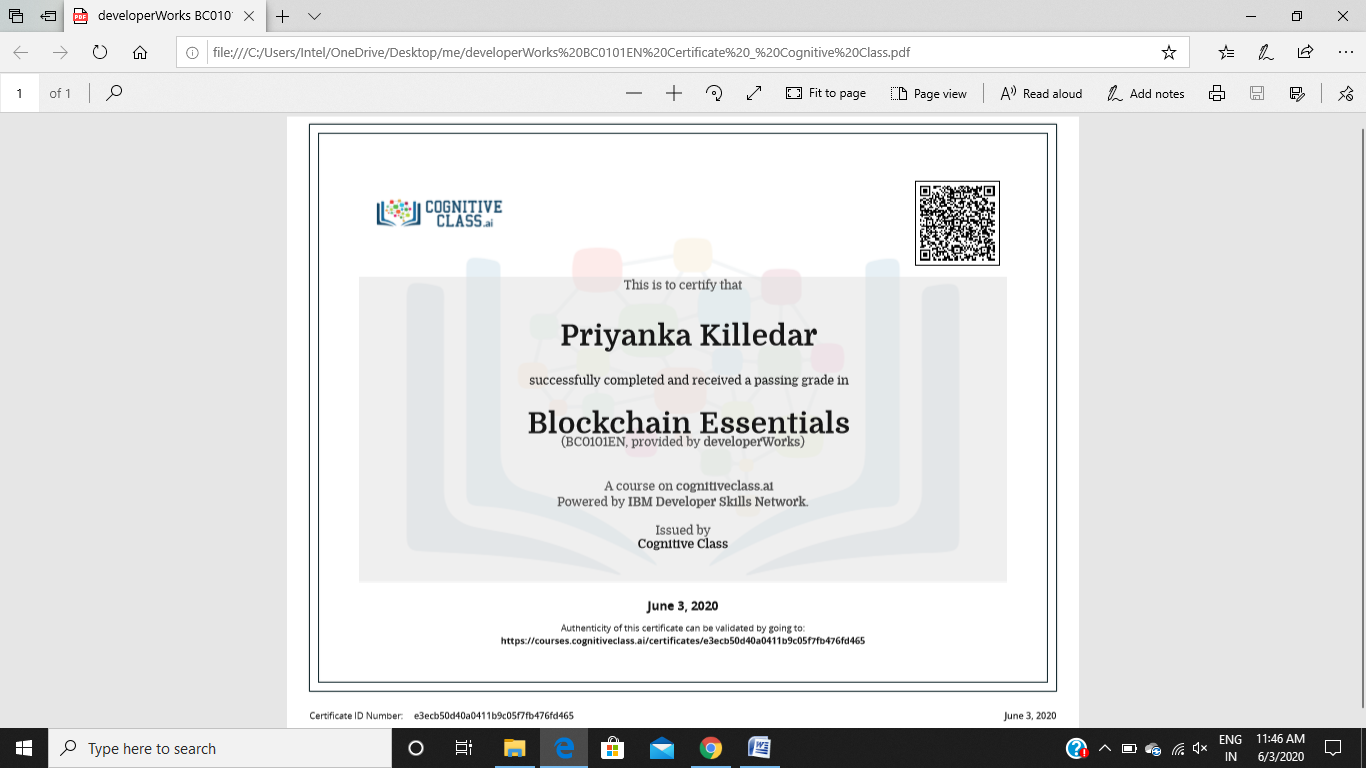 developerWorks BC010
file:///C:/Users/Intel/OneDrive/Desktop/me/developerWorks%20BC0101EN%20Certificate%20_%20Cognitive%20Class.pdf
1 of 1
Fit to page
Page view
Read aloud
Add notes
COGNITIVE
CLASS.ai
This is to certify that
Priyanka Killedar
successfully completed and received a passing grade in
Blockchain Essentials
(BC0101EN, provided by developerWorks)
A course on cognitiveclass.ai
Powered by IBM Developer Skills Network.
Issued by
Cognitive Class
June 3, 2020
Authenticity of this certificate can be validated by going to:
https://courses.cognitiveclass.ai/certificates/e3ecb50d40a0411b9c05f7fb476fd465
Certificate ID Number: e3ecb50d40a0411b9c05f7fb476fd465 June 3, 2020
Type here to search
ENG
IN
11:46 AM
6/3/2020